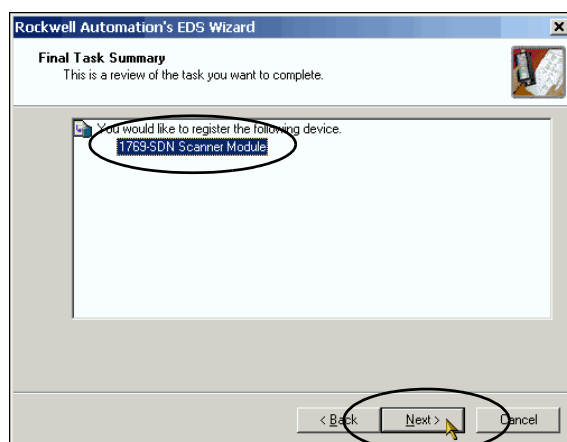 Rockwell Automation's EDS Wizard
Final Task Summary
This is a review of the task you want to complete.
You would like to register the following device.
1769-SDN Scanner Module
< Back
Next >
Cancel